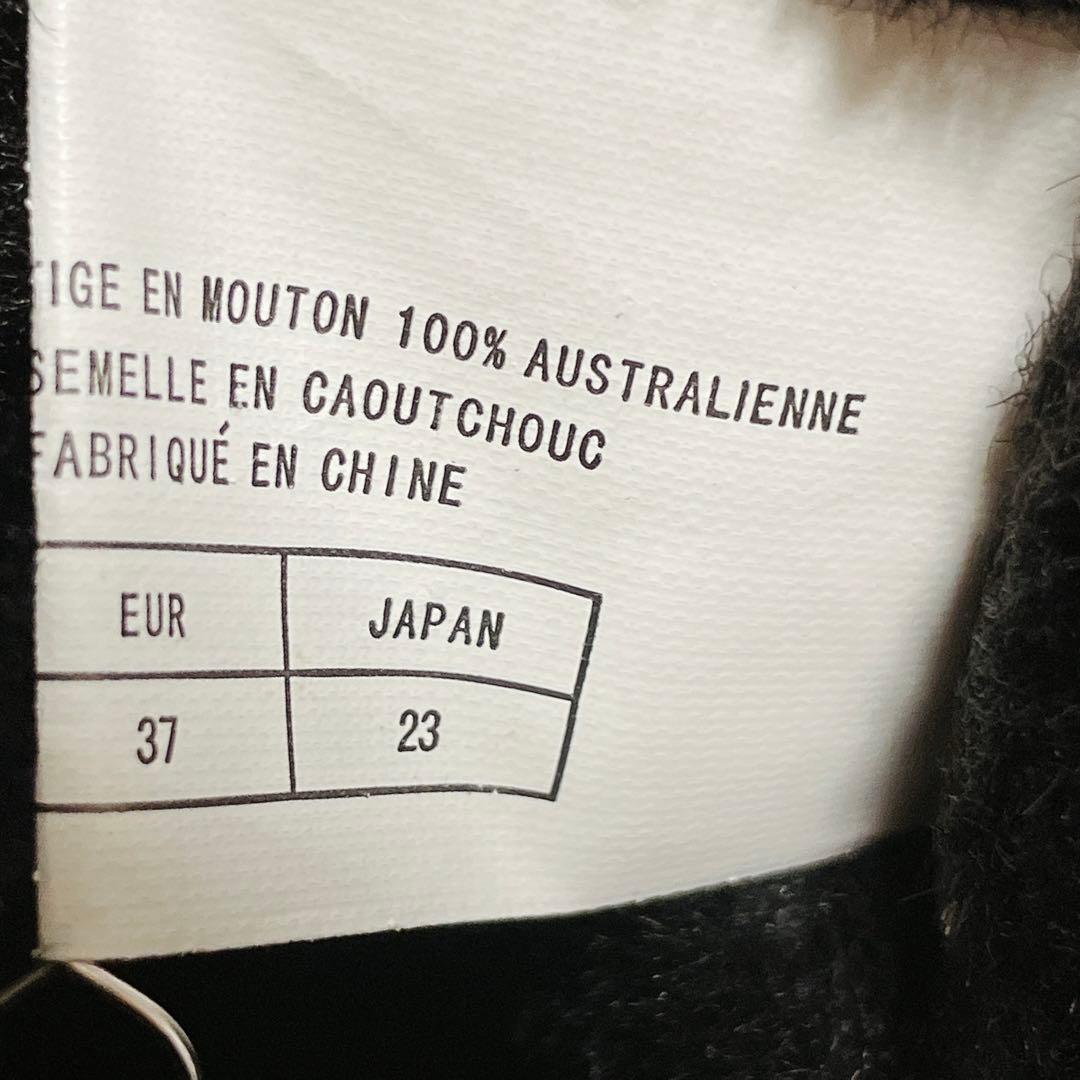 TIGE EN MOUTON 100% AUSTRALIENNE
SEMELLE EN CAOUTCHOUC
FABRIQUÉ EN CHINE
EUR JAPAN
37 23